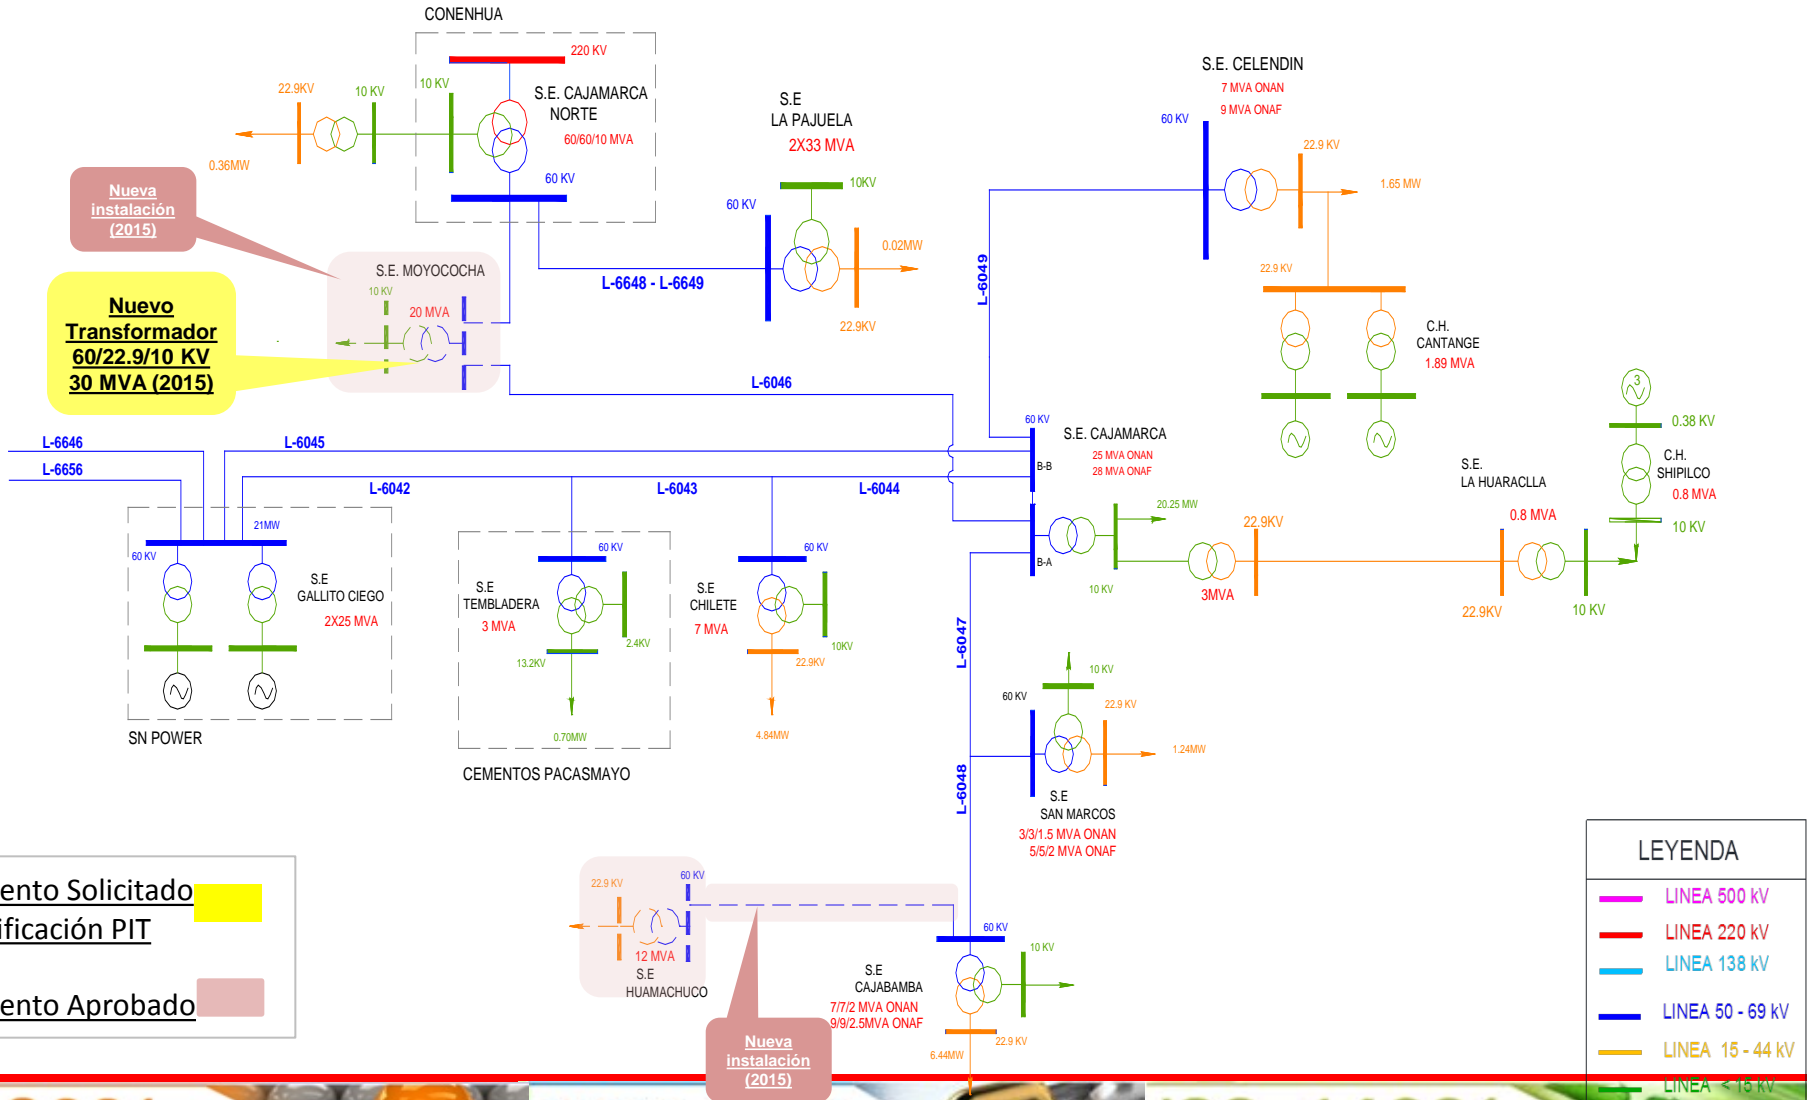 CONENHUA
220 KV
S.E. CAJAMARCA
NORTE
60/60/10 MVA
10 KV
10 KV
22.9KV
0.36MW
60 KV
Nueva
instalación
(2015)
S.E. MOYOCOCHA
10 KV
20 MVA
Nuevo
Transformador
60/22.9/10 KV
30 MVA (2015)
S.E
LA PAJUELA
2X33 MVA
10KV
60 KV
0.02MW
22.9KV
L-6648 - L-6649
S.E. CELENDIN
7 MVA ONAN
9 MVA ONAF
60 KV
22.9 KV
1.65 MW
22.9 KV
L-6049
C.H.
CANTANGE
1.89 MVA
L-6046
L-6646
L-6045
L-6656
L-6042
L-6043
L-6044
60 KV
S.E. CAJAMARCA
25 MVA ONAN
28 MVA ONAF
B-B
B-A
20.25 MW
10 KV
3MVA
22.9KV
S.E.
LA HUARACLLA
0.8 MVA
22.9KV
10 KV
3
0.38 KV
C.H.
SHIPILCO
0.8 MVA
10 KV
21MW
60 KV
S.E
GALLITO CIEGO
2X25 MVA
SN POWER
60 KV
S.E
TEMBLADERA
3 MVA
2.4KV
13.2KV
0.70MW
CEMENTOS PACASMAYO
60 KV
S.E
CHILETE
7 MVA
10KV
22.9KV
4.84MW
L-6047
10 KV
60 KV
22.9 KV
1.24MW
S.E
SAN MARCOS
3/3/1.5 MVA ONAN
5/5/2 MVA ONAF
L-6048
22.9 KV
60 KV
12 MVA
S.E
HUAMACHUCO
Nueva
instalación
(2015)
60 KV
10 KV
S.E
CAJABAMBA
7/7/2 MVA ONAN
9/9/2.5MVA ONAF
22.9 KV
6.44MW
ento Solicitado
ificación PIT
ento Aprobado
LEYENDA
LINEA 500 kV
LINEA 220 kV
LINEA 138 kV
LINEA 50 - 69 kV
LINEA 15 - 44 kV
LINEA < 15 kV